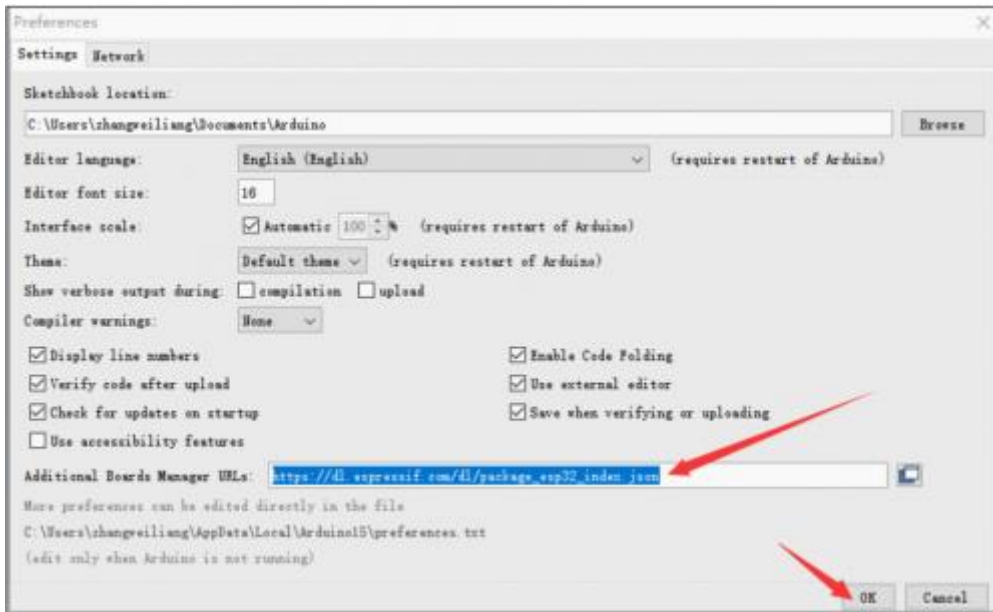 Preferences
Settings Network
Sketchbook location:
C:\Users\zhangweiliang\Documents\Arduino Browse
Editor language: English (English) (requires restart of Arduino)
Editor font size: 16
Interface scale: Automatic 100 % (requires restart of Arduino)
Theme: Default theme (requires restart of Arduino)
Show verbose output during: compilation upload
Compiler warnings: None
Display line numbers Enable Code Folding
Verify code after upload Use external editor
Check for updates on startup Save when verifying or uploading
Use accessibility features
Additional Boards Manager URLs: https://dl.espressif.com/dl/package_esp32_index.json
More preferences can be edited directly in the file
C:\Users\zhangweiliang\AppData\Local\Arduino15\preferences.txt
(edit only when Arduino is not running)
OK Cancel